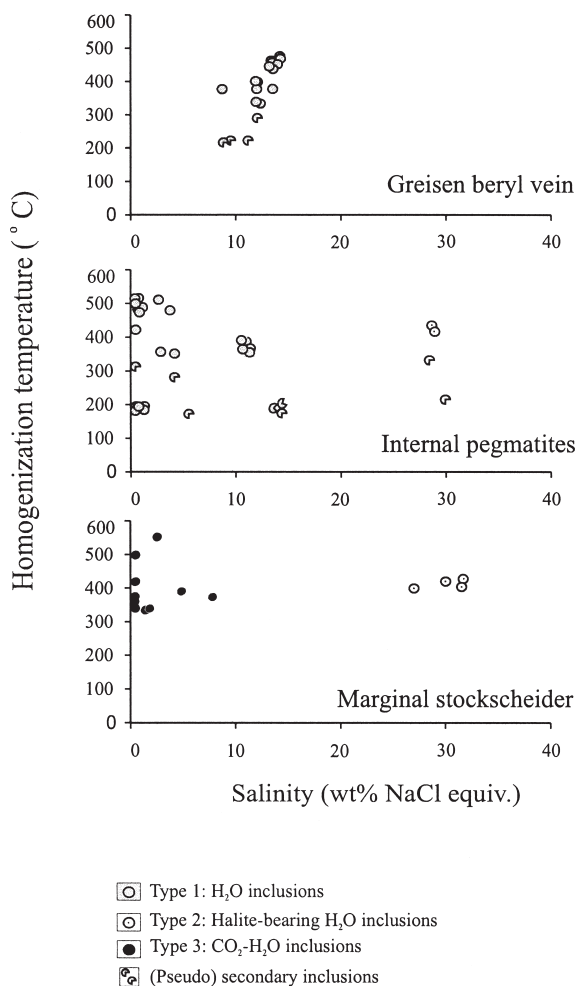 Homogenization temperature (°C)
600
500
400
300
200
100
0
Greisen beryl vein
0 10 20 30 40
600
500
400
300
200
100
0
Internal pegmatites
0 10 20 30 40
600
500
400
300
200
100
0
Marginal stockscheider
0 10 20 30 40
Salinity (wt% NaCl equiv.)
Type 1: H₂O inclusions
Type 2: Halite-bearing H₂O inclusions
Type 3: CO₂-H₂O inclusions
(Pseudo) secondary inclusions